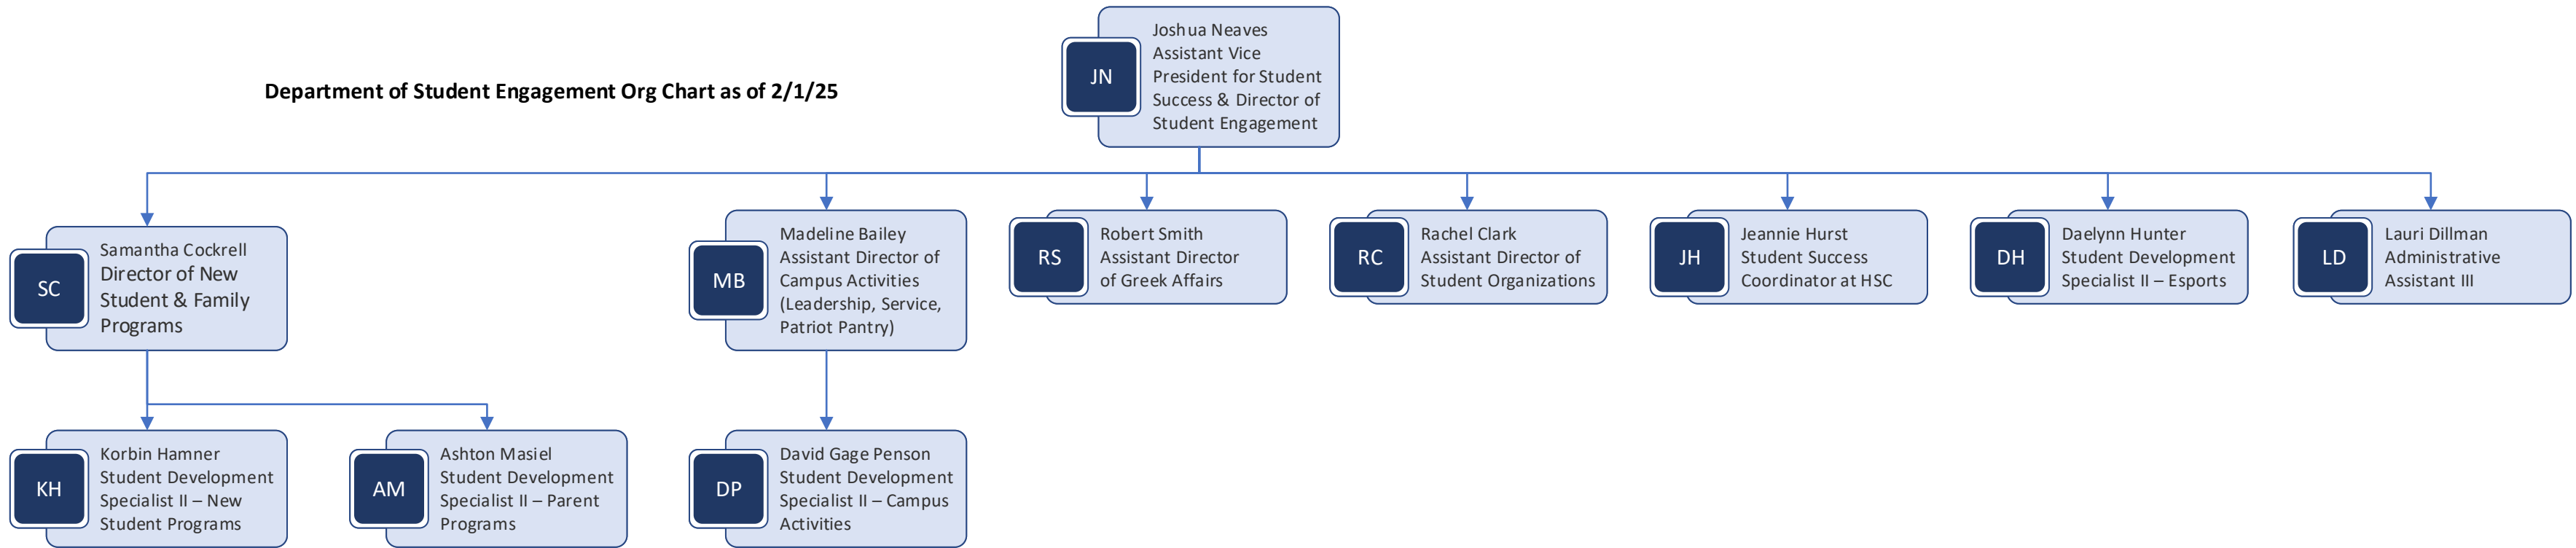 Department of Student Engagement Org Chart as of 2/1/25
JN
Joshua Neaves
Assistant Vice
President for Student
Success & Director of
Student Engagement
SC
Samantha Cockrell
Director of New
Student & Family
Programs
MB
Madeline Bailey
Assistant Director of
Campus Activities
(Leadership, Service,
Patriot Pantry)
RS
Robert Smith
Assistant Director
of Greek Affairs
RC
Rachel Clark
Assistant Director of
Student Organizations
JH
Jeannie Hurst
Student Success
Coordinator at HSC
DH
Daelynn Hunter
Student Development
Specialist II – Esports
LD
Lauri Dillman
Administrative
Assistant III
KH
Korbin Hamner
Student Development
Specialist II – New
Student Programs
AM
Ashton Masiel
Student Development
Specialist II – Parent
Programs
DP
David Gage Penson
Student Development
Specialist II – Campus
Activities